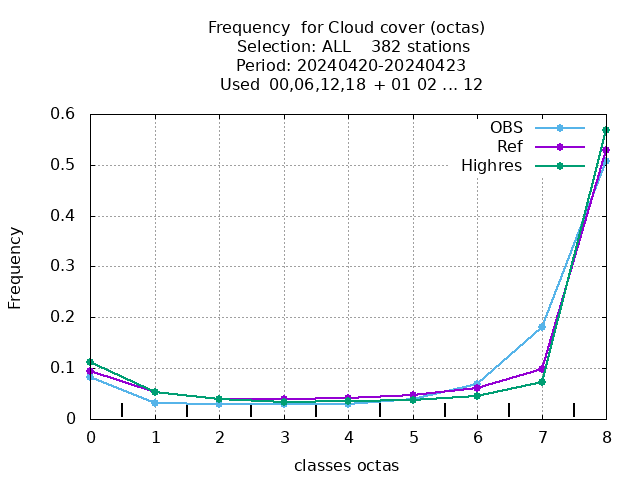 Frequency  for Cloud cover (octas)
Selection: ALL    382 stations
Period: 20240420-20240423
Used  00,06,12,18  + 01 02 ... 12
OBS
Ref
Highres
0.6
0.5
0.4
0.3
0.2
0.1
0
Frequency
0 1 2 3 4 5 6 7 8
classes octas